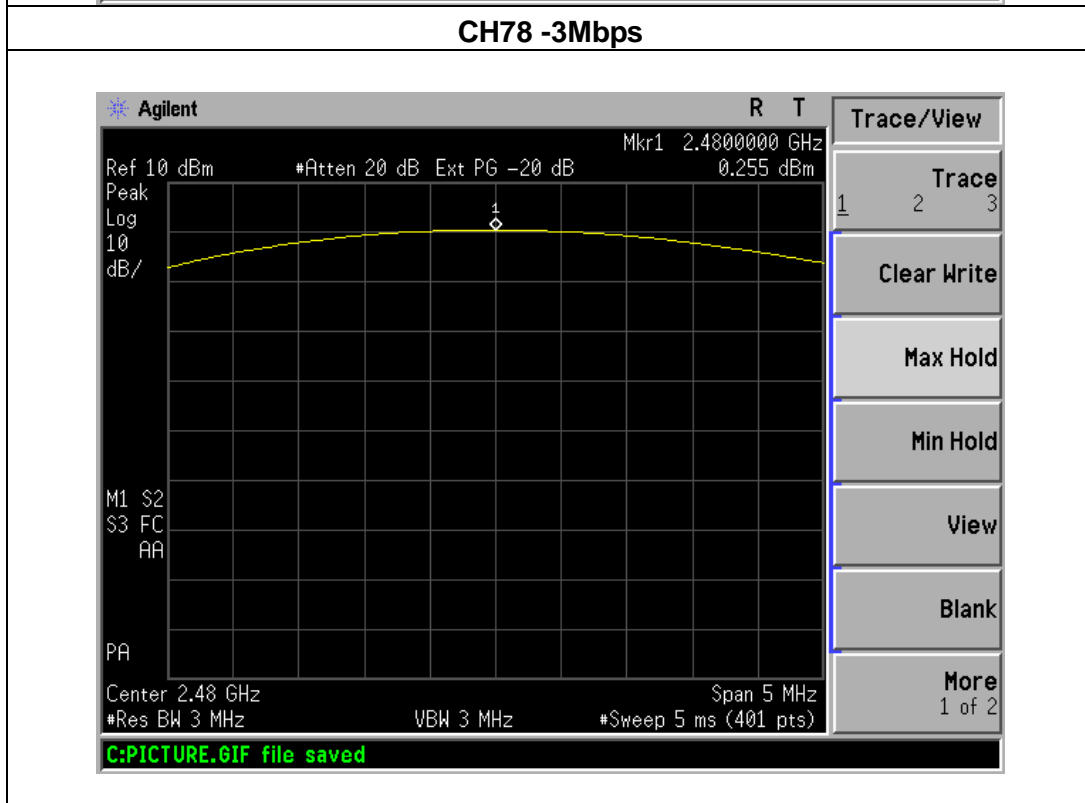 CH78 -3Mbps
Agilent R T
Mkr1 2.4800000 GHz
Ref 10 dBm #Atten 20 dB Ext PG -20 dB 0.255 dBm
Peak
Log
10
dB/
1
M1 S2
S3 FC
AA
PA
Center 2.48 GHz Span 5 MHz
#Res BW 3 MHz VBW 3 MHz #Sweep 5 ms (401 pts)
C:PICTURE.GIF file saved
Trace/View
Trace
1 2 3
Clear Write
Max Hold
Min Hold
View
Blank
More
1 of 2